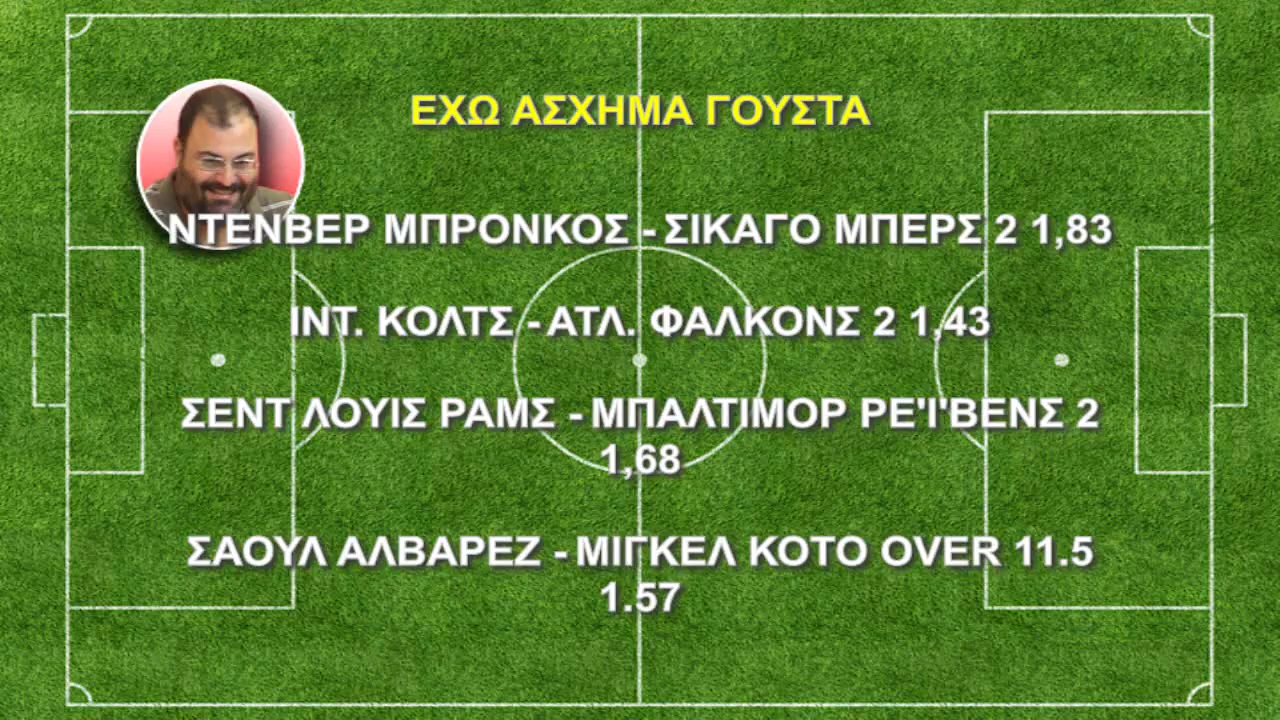 ΕΧΩ ΑΣΧΗΜΑ ΓΟΥΣΤΑ
ΝΤΕΝΒΕΡ ΜΠΡΟΝΚΟΣ - ΣΙΚΑΓΟ ΜΠΕΡΣ 2 1,83
ΙΝΤ. ΚΟΛΤΣ - ΑΤΛ. ΦΑΛΚΟΝΣ 2 1,43
ΣΕΝΤ ΛΟΥΙΣ ΡΑΜΣ - ΜΠΑΛΤΙΜΟΡ ΡΕ'Ι'ΒΕΝΣ 2
1,68
ΣΑΟΥΛ ΑΛΒΑΡΕΖ - ΜΙΓΚΕΛ ΚΟΤΟ OVER 11.5
1.57